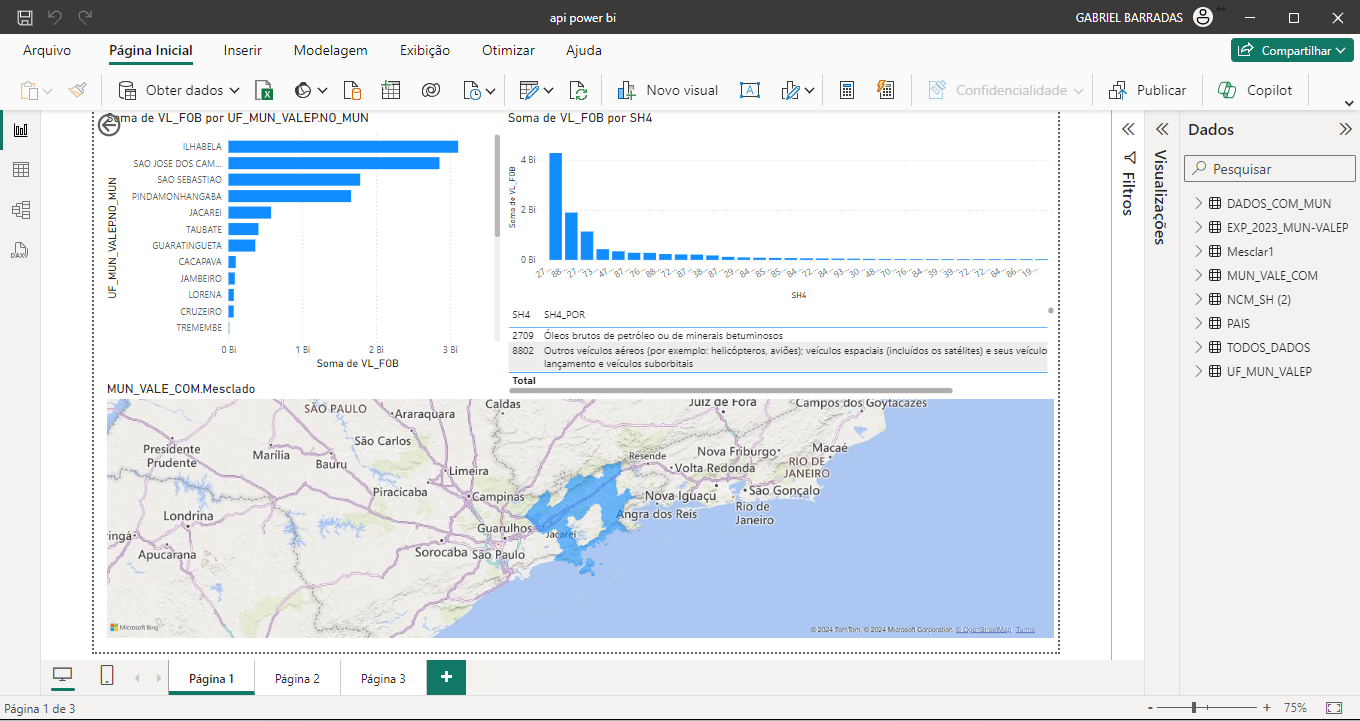 api power bi
GABRIEL BARRADAS
Arquivo
Página Inicial
Inserir
Modelagem
Exibição
Otimizar
Ajuda
Compartilhar
Obter dados
Novo visual
Confidencialidade
Publicar
Copilot
Soma de VL_FOB por UF_MUN_VALEP.NO_MUN
UF_MUN_VALEP.NO_MUN
ILHABELA
SAO JOSE DOS CAM...
SAO SEBASTIAO
PINDAMONHANGABA
JACAREI
TAUBATE
GUARATINGUETA
CACAPAVA
JAMBEIRO
LORENA
CRUZEIRO
TREMEMBE
0 Bi
1 Bi
2 Bi
3 Bi
Soma de VL_FOB
Soma de VL_FOB por SH4
Soma de VL_FOB
4 Bi
2 Bi
0 Bi
27...
88...
27...
73...
47...
87...
76...
88...
72...
87...
38...
87...
29...
84...
85...
85...
84...
72...
84...
93...
30...
48...
70...
76...
84...
39...
39...
72...
72...
84...
86...
19...
SH4
SH4 SH4_POR
2709 Óleos brutos de petróleo ou de minerais betuminosos
8802 Outros veículos aéreos (por exemplo: helicópteros, aviões); veículos espaciais (incluídos os satélites) e seus veículo
lançamento e veículos suborbitais
Total
MUN_VALE_COM.Mesclado
SÃO PAULO
Araraquara
Caldas
Juiz de Fora
Campos dos Goytacazes
Presidente
Prudente
Marília
Bauru
São Carlos
Limeira
Piracicaba
Campinas
Resende
Volta Redonda
Nova Friburgo
Macaé
RIO DE
JANEIRO
Nova Iguaçu
São Gonçalo
Rio de
Janeiro
Angra dos Reis
Londrina
Guarulhos
Jacareí
ingá
Apucarana
Sorocaba
São Paulo
Microsoft Bing
© 2024 TomTom, © 2024 Microsoft Corporation, © OpenStreetMap Terms
Filtros
Visualizações
Dados
Pesquisar
DADOS_COM_MUN
EXP_2023_MUN-VALEP
Mesclar1
MUN_VALE_COM
NCM_SH (2)
PAIS
TODOS_DADOS
UF_MUN_VALEP
DAX
Página 1
Página 2
Página 3
+
Página 1 de 3
- + 75%